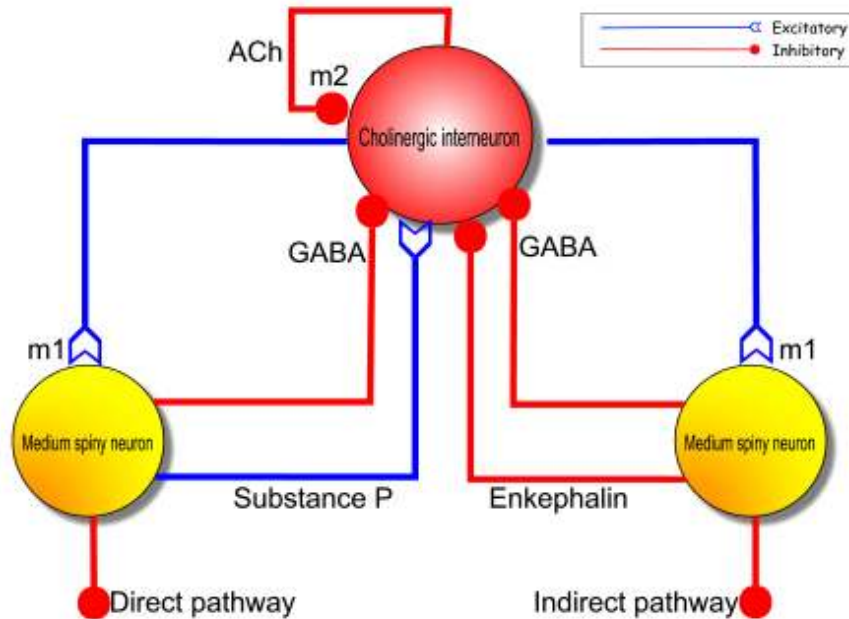 ACh
Excitatory
Inhibitory
m2
Cholinergic interneuron
GABA
GABA
m1
m1
Medium spiny neuron
Medium spiny neuron
Substance P
Enkephalin
Direct pathway
Indirect pathway